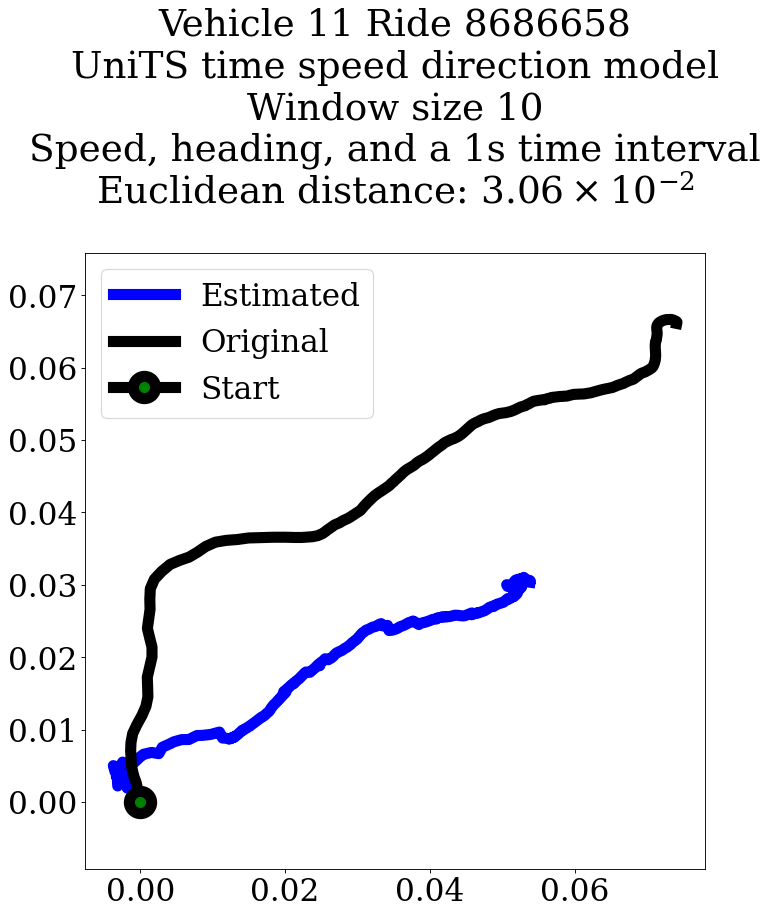 Vehicle 11 Ride 8686658
UniTS time speed direction model
Window size 10
Speed, heading, and a 1s time interval
Euclidean distance: 3.06 × 10⁻²
Estimated
Original
Start
0.07
0.06
0.05
0.04
0.03
0.02
0.01
0.00
0.00 0.02 0.04 0.06